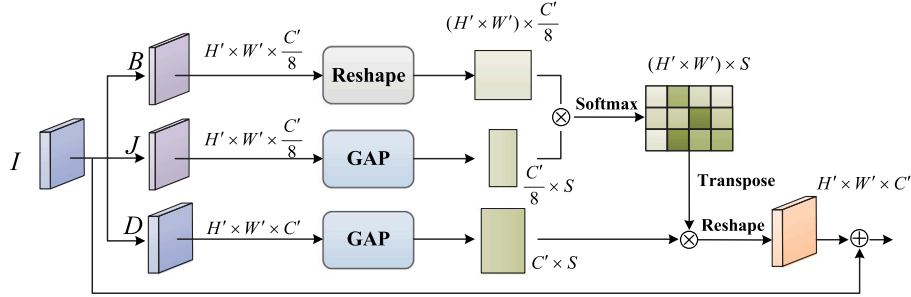 (H′×W′)×C′/8
B
H′×W′×C′/8
Reshape
(H′×W′)×S
Softmax
⊗
I
J
H′×W′×C′/8
GAP
C′/8×S
Transpose
H′×W′×C′
D
H′×W′×C′
GAP
⊗
Reshape
⊕
C′×S